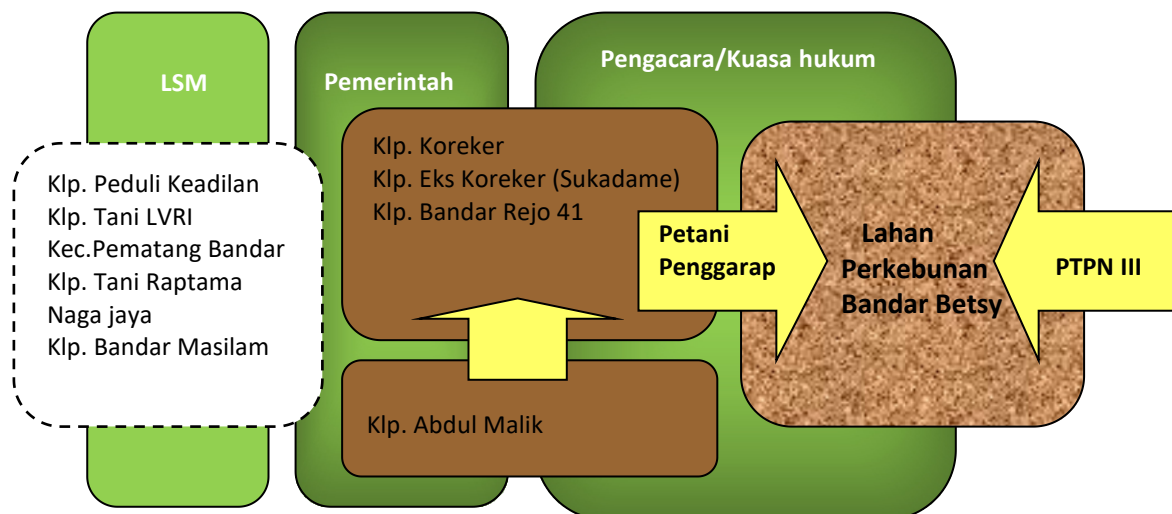 LSM
Pemerintah
Pengacara/Kuasa hukum
Klp. Peduli Keadilan
Klp. Tani LVRI
Kec.Pematang Bandar
Klp. Tani Raptama
Naga jaya
Klp. Bandar Masilam
Klp. Koreker
Klp. Eks Koreker (Sukadame)
Klp. Bandar Rejo 41
Klp. Abdul Malik
Petani
Penggarap
Lahan
Perkebunan
Bandar Betsy
PTPN III